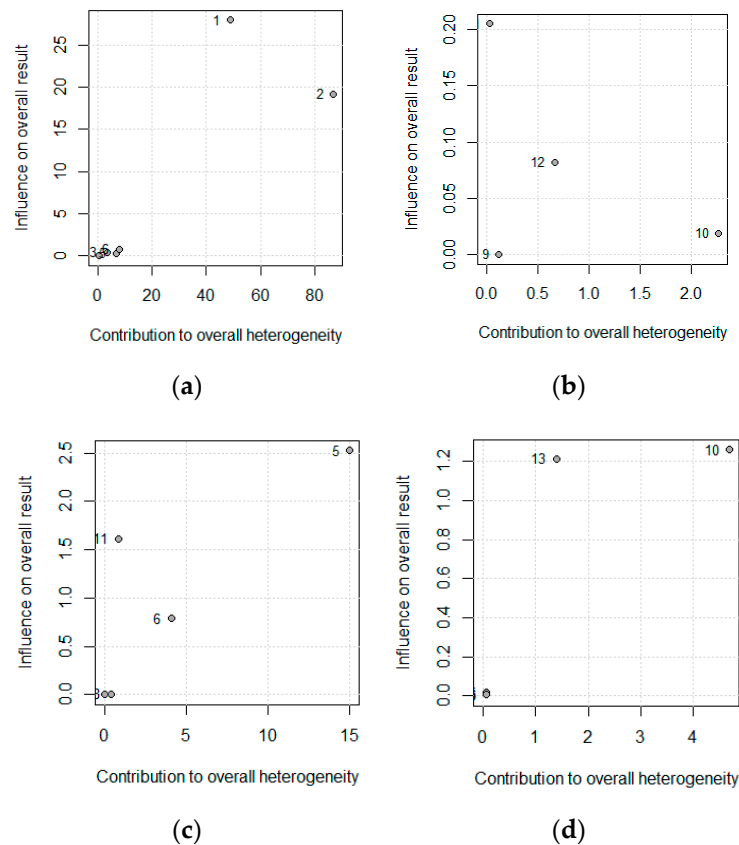 Influence on overall result
25
20
15
10
5
0
1
2
3
6
0 20 40 60 80
Contribution to overall heterogeneity
(a)
Influence on overall result
0.20
0.15
0.10
0.05
0.00
12
10
9
0.0 0.5 1.0 1.5 2.0
Contribution to overall heterogeneity
(b)
Influence on overall result
2.5
2.0
1.5
1.0
0.5
0.0
5
11
6
0 5 10 15
Contribution to overall heterogeneity
(c)
Influence on overall result
1.2
1.0
0.8
0.6
0.4
0.2
0.0
13
10
0 1 2 3 4
Contribution to overall heterogeneity
(d)